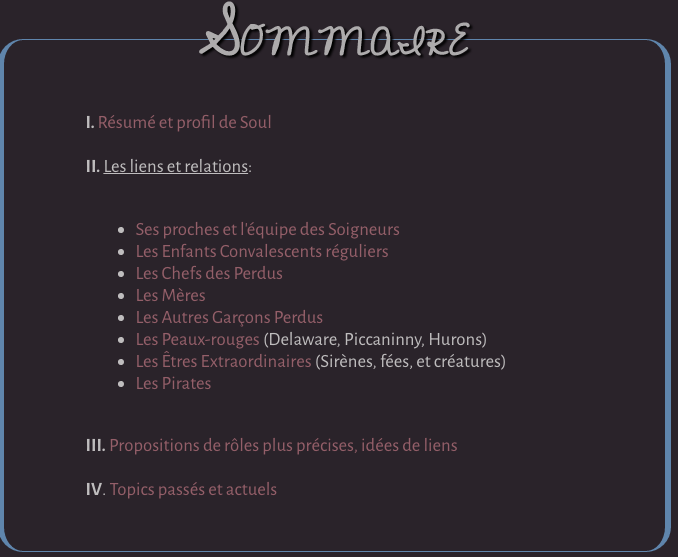 Sommaire
I. Résumé et profil de Soul
II. Les liens et relations:
• Ses proches et l'équipe des Soigneurs
• Les Enfants Convalescents réguliers
• Les Chefs des Perdus
• Les Mères
• Les Autres Garçons Perdus
• Les Peaux-rouges (Delaware, Piccaninny, Hurons)
• Les Êtres Extraordinaires (Sirènes, fées, et créatures)
• Les Pirates
III. Propositions de rôles plus précises, idées de liens
IV. Topics passés et actuels